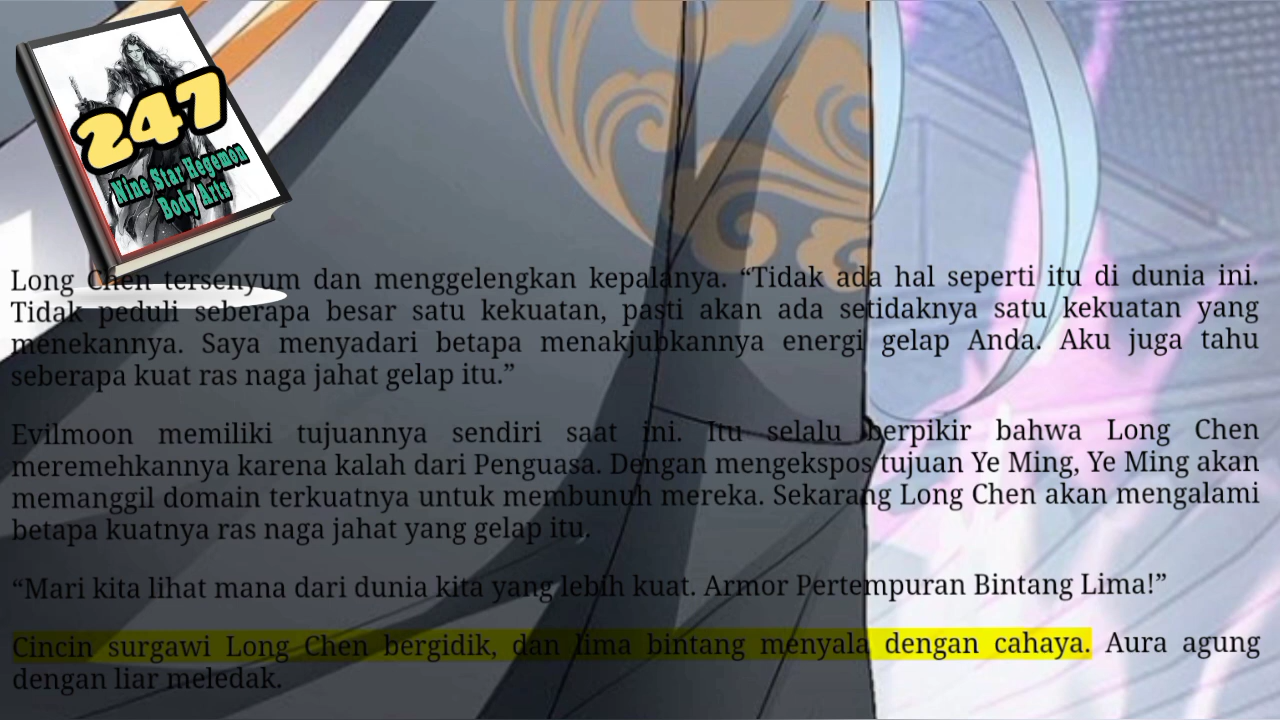 247
Nine Star Hegemon
Body Arts
Long Chen tersenyum dan menggelengkan kepalanya. “Tidak ada hal seperti itu di dunia ini.
Tidak peduli seberapa besar satu kekuatan, pasti akan ada setidaknya satu kekuatan yang
menekannya. Saya menyadari betapa menakjubkannya energi gelap Anda. Aku juga tahu
seberapa kuat ras naga jahat gelap itu.”
Evilmoon memiliki tujuannya sendiri saat ini. Itu selalu berpikir bahwa Long Chen
meremehkannya karena kalah dari Penguasa. Dengan mengekspos tujuan Ye Ming, Ye Ming akan
memanggil domain terkuatnya untuk membunuh mereka. Sekarang Long Chen akan mengalami
betapa kuatnya ras naga jahat yang gelap itu.
“Mari kita lihat mana dari dunia kita yang lebih kuat. Armor Pertempuran Bintang Lima!”
Cincin surgawi Long Chen bergidik, dan lima bintang menyala dengan cahaya. Aura agung
dengan liar meledak.